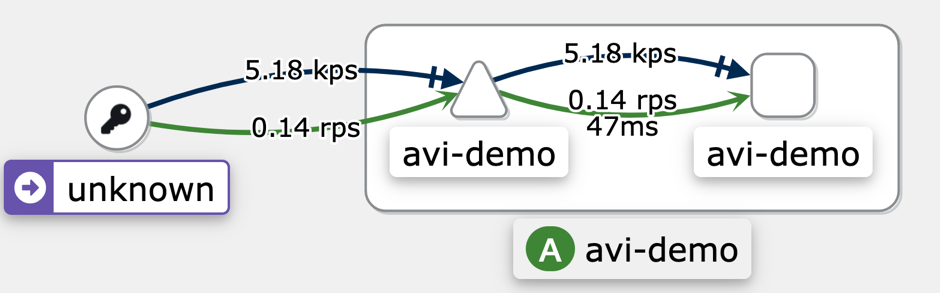 5.18 kps
5.18 kps
0.14 rps
0.14 rps
47ms
avi-demo
avi-demo
unknown
A avi-demo